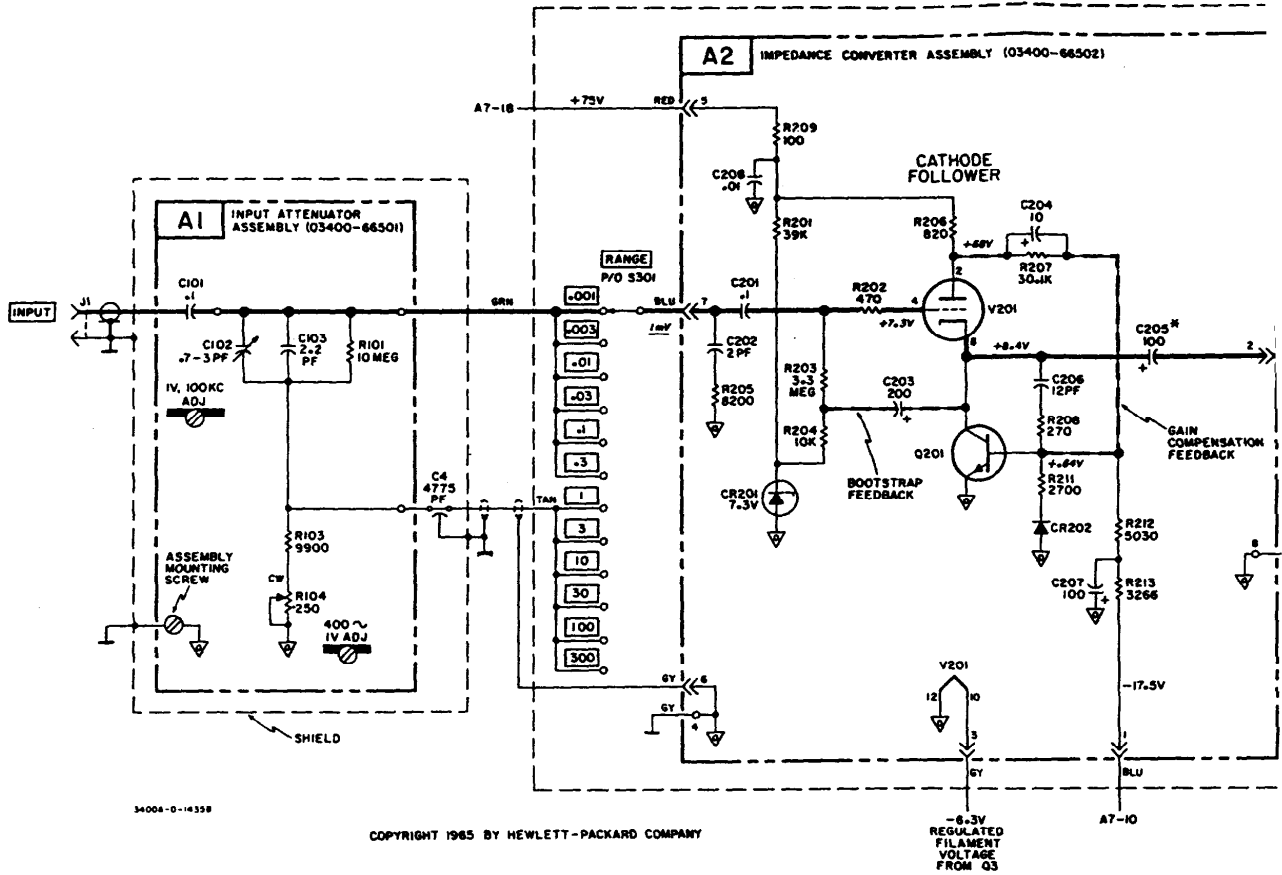 A2
IMPEDANCE CONVERTER ASSEMBLY (03400-66502)
A7-18
+75V
RED
5
R209
100
C208
.01
CATHODE
FOLLOWER
A1
INPUT ATTENUATOR
ASSEMBLY (03400-66501)
R201
39K
R206
820
+68V
C204
10
+
R207
30.1K
RANGE
P/O S301
INPUT
J1
C101
.1
GRN
.001
BLU
7
1mV
C201
.1
R202
470
+7.3V
4
2
V201
8
C102
.7-3PF
C103
2.2
PF
R101
10 MEG
.003
.01
.03
.1
.3
C202
2PF
R205
8200
R203
3.3
MEG
C203
200
+
R204
10K
+8.4V
C206
12PF
R208
270
C205*
100
+
2
1V, 100KC
ADJ
GAIN
COMPENSATION
FEEDBACK
Q201
+.64V
BOOTSTRAP
FEEDBACK
R211
2700
CR202
CR201
7.3V
C4
4775
PF
TAN
1
3
10
30
100
300
R103
9900
CW
R104
250
400 ~
1V ADJ
ASSEMBLY
MOUNTING
SCREW
R212
5030
C207
100
+
R213
3266
8
SHIELD
GY
6
GY
4
V201
12
10
3
GY
-17.5V
1
BLU
-6.3V
REGULATED
FILAMENT
VOLTAGE
FROM Q3
A7-10
3400A-D-1435B
COPYRIGHT 1965 BY HEWLETT-PACKARD COMPANY